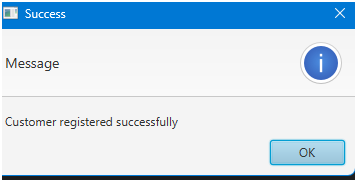 Success
Message
Customer registered successfully
OK